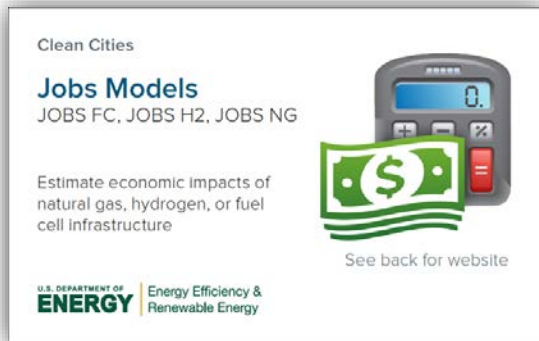 Clean Cities
Jobs Models
JOBS FC, JOBS H2, JOBS NG
Estimate economic impacts of
natural gas, hydrogen, or fuel
cell infrastructure
0.
+ − %
=
$
See back for website
U.S. DEPARTMENT OF
ENERGY
Energy Efficiency &
Renewable Energy